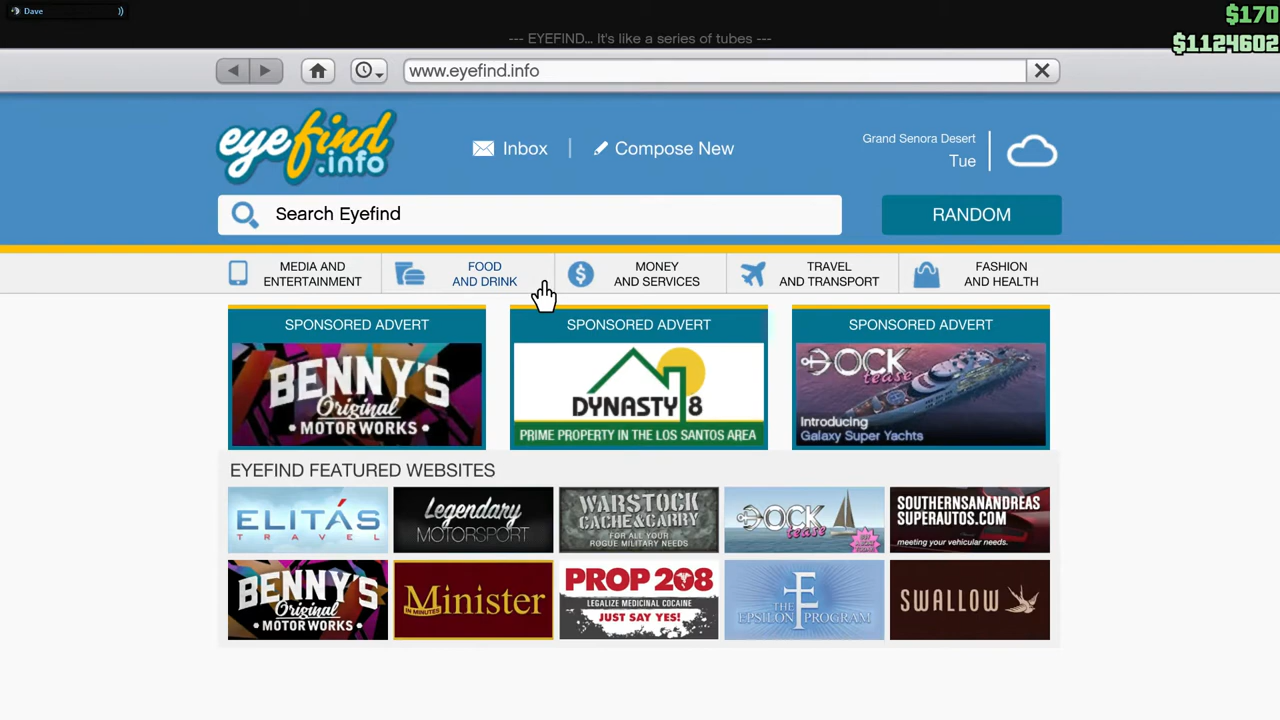 Dave
$170
--- EYEFIND... It's like a series of tubes ---
$1124602
www.eyefind.info
eyefind
.info
Inbox
Compose New
Grand Senora Desert
Tue
Search Eyefind
RANDOM
MEDIA AND
ENTERTAINMENT
FOOD
AND DRINK
MONEY
AND SERVICES
TRAVEL
AND TRANSPORT
FASHION
AND HEALTH
SPONSORED ADVERT
BENNY'S
Original
MOTOR WORKS
SPONSORED ADVERT
DYNASTY 8
PRIME PROPERTY IN THE LOS SANTOS AREA
SPONSORED ADVERT
DOCK
tease
Introducing
Galaxy Super Yachts
EYEFIND FEATURED WEBSITES
ELITÁS
TRAVEL
Legendary
MOTORSPORT
WARSTOCK
CACHE & CARRY
FOR ALL YOUR
ROGUE MILITARY NEEDS
DOCK
tease
SOUTHERNSANANDREAS
SUPERAUTOS.COM
meeting your vehicular needs.
BENNY'S
Original
MOTOR WORKS
IN MINUTES
Minister
PROP 208
LEGALIZE MEDICINAL COCAINE
JUST SAY YES!
THE
EPSILON PROGRAM
SWALLOW